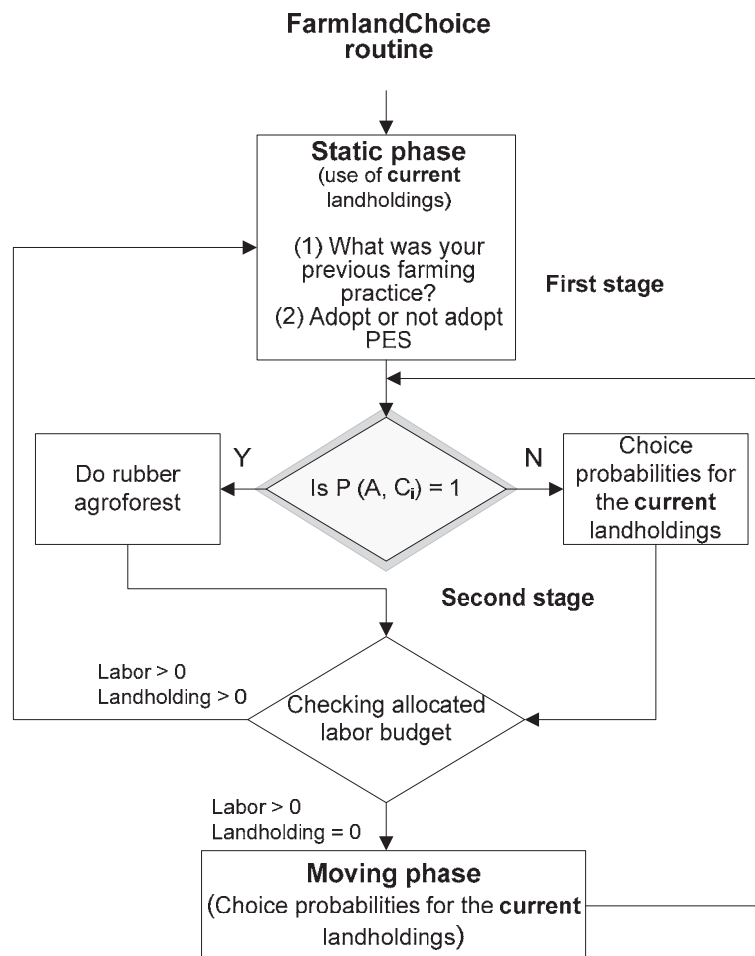 FarmlandChoice
routine
Static phase
(use of current
landholdings)
(1) What was your
previous farming
practice?
(2) Adopt or not adopt
PES
First stage
Y
Do rubber
agroforest
Is P (A, Ci) = 1
N
Choice
probabilities for
the current
landholdings
Second stage
Labor > 0
Landholding > 0
Checking allocated
labor budget
Labor > 0
Landholding = 0
Moving phase
(Choice probabilities for the current
landholdings)